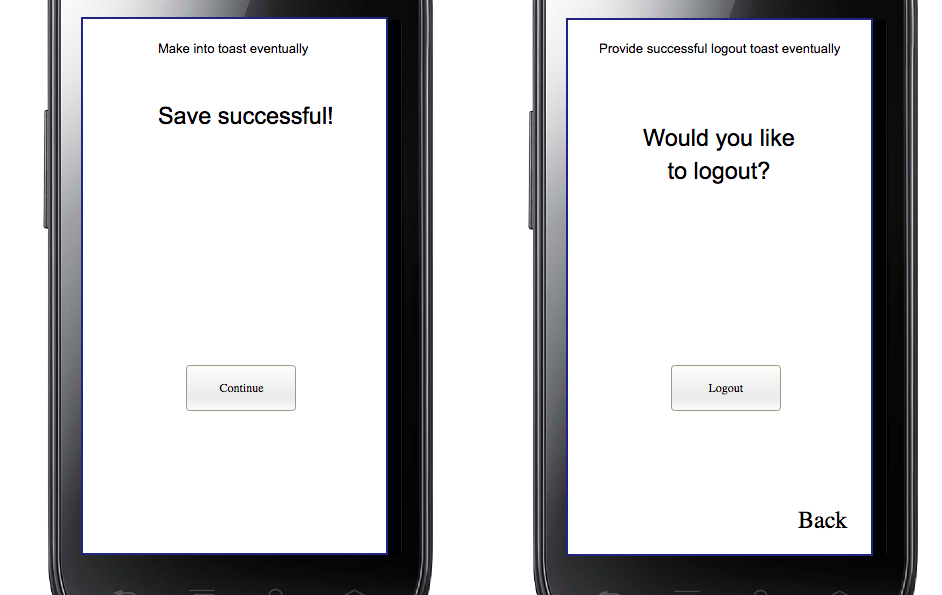 Make into toast eventually
Save successful!
Continue
Provide successful logout toast eventually
Would you like
to logout?
Logout
Back